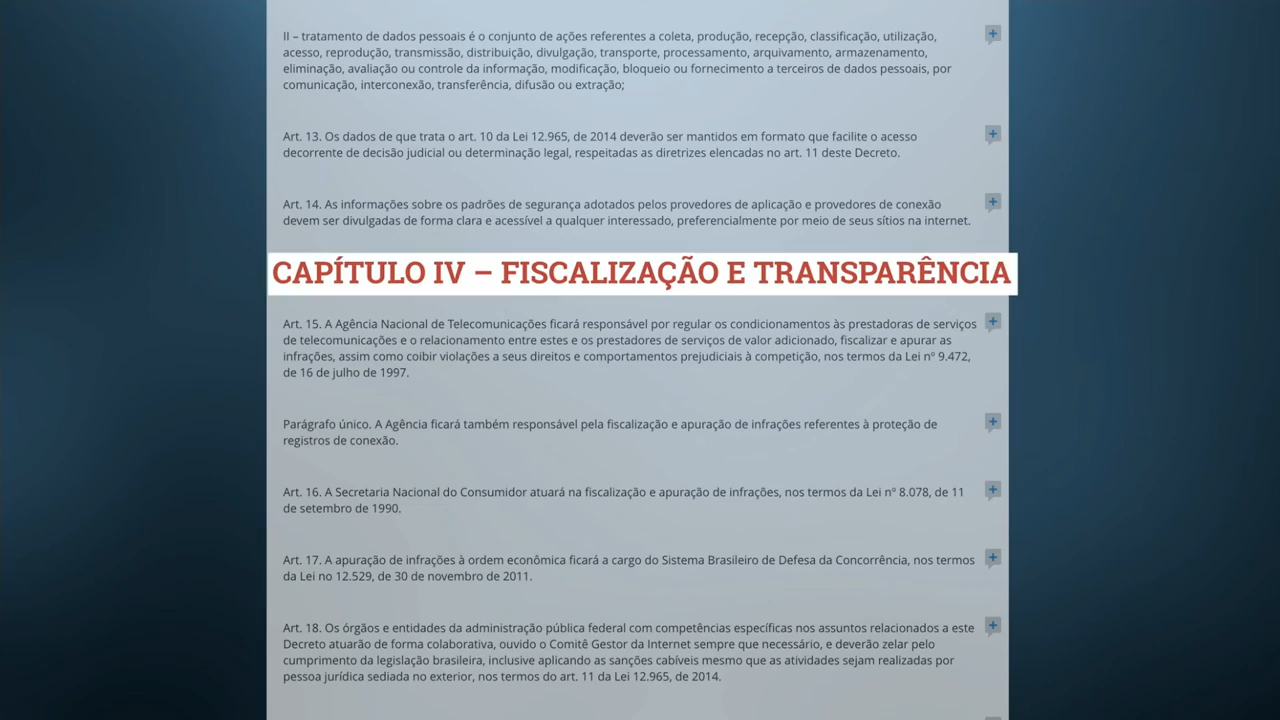 II – tratamento de dados pessoais é o conjunto de ações referentes a coleta, produção, recepção, classificação, utilização,
acesso, reprodução, transmissão, distribuição, divulgação, transporte, processamento, arquivamento, armazenamento,
eliminação, avaliação ou controle da informação, modificação, bloqueio ou fornecimento a terceiros de dados pessoais, por
comunicação, interconexão, transferência, difusão ou extração;
Art. 13. Os dados de que trata o art. 10 da Lei 12.965, de 2014 deverão ser mantidos em formato que facilite o acesso
decorrente de decisão judicial ou determinação legal, respeitadas as diretrizes elencadas no art. 11 deste Decreto.
Art. 14. As informações sobre os padrões de segurança adotados pelos provedores de aplicação e provedores de conexão
devem ser divulgadas de forma clara e acessível a qualquer interessado, preferencialmente por meio de seus sítios na internet.
CAPÍTULO IV – FISCALIZAÇÃO E TRANSPARÊNCIA
Art. 15. A Agência Nacional de Telecomunicações ficará responsável por regular os condicionamentos às prestadoras de serviços
de telecomunicações e o relacionamento entre estes e os prestadores de serviços de valor adicionado, fiscalizar e apurar as
infrações, assim como coibir violações a seus direitos e comportamentos prejudiciais à competição, nos termos da Lei nº 9.472,
de 16 de julho de 1997.
Parágrafo único. A Agência ficará também responsável pela fiscalização e apuração de infrações referentes à proteção de
registros de conexão.
Art. 16. A Secretaria Nacional do Consumidor atuará na fiscalização e apuração de infrações, nos termos da Lei nº 8.078, de 11
de setembro de 1990.
Art. 17. A apuração de infrações à ordem econômica ficará a cargo do Sistema Brasileiro de Defesa da Concorrência, nos termos
da Lei no 12.529, de 30 de novembro de 2011.
Art. 18. Os órgãos e entidades da administração pública federal com competências específicas nos assuntos relacionados a este
Decreto atuarão de forma colaborativa, ouvido o Comitê Gestor da Internet sempre que necessário, e deverão zelar pelo
cumprimento da legislação brasileira, inclusive aplicando as sanções cabíveis mesmo que as atividades sejam realizadas por
pessoa jurídica sediada no exterior, nos termos do art. 11 da Lei 12.965, de 2014.